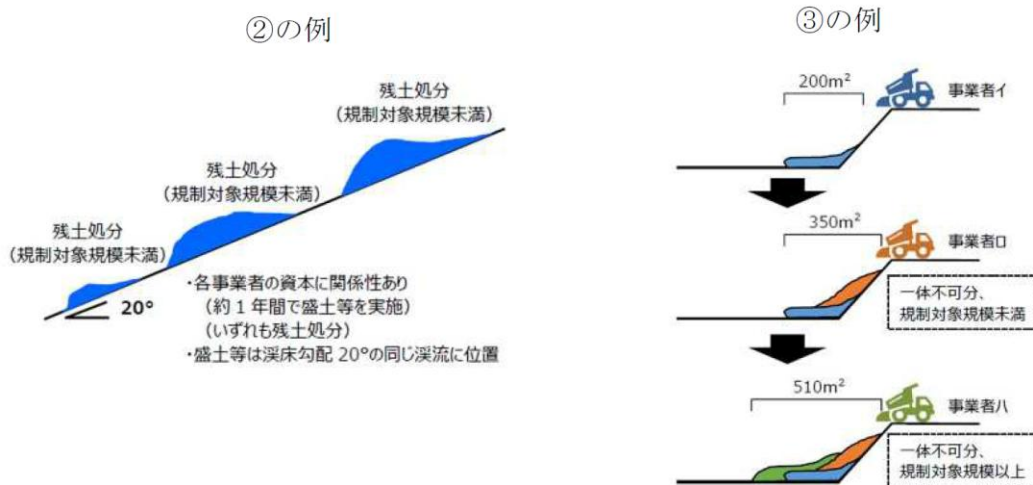 ②の例
残土処分
（規制対象規模未満）
残土処分
（規制対象規模未満）
残土処分
（規制対象規模未満）
20°
・各事業者の資本に関係性あり
（約１年間で盛土等を実施）
（いずれも残土処分）
・盛土等は渓床勾配 20°の同じ渓流に位置
③の例
200m²
事業者イ
350m²
事業者ロ
一体不可分、
規制対象規模未満
510m²
事業者ハ
一体不可分、
規制対象規模以上